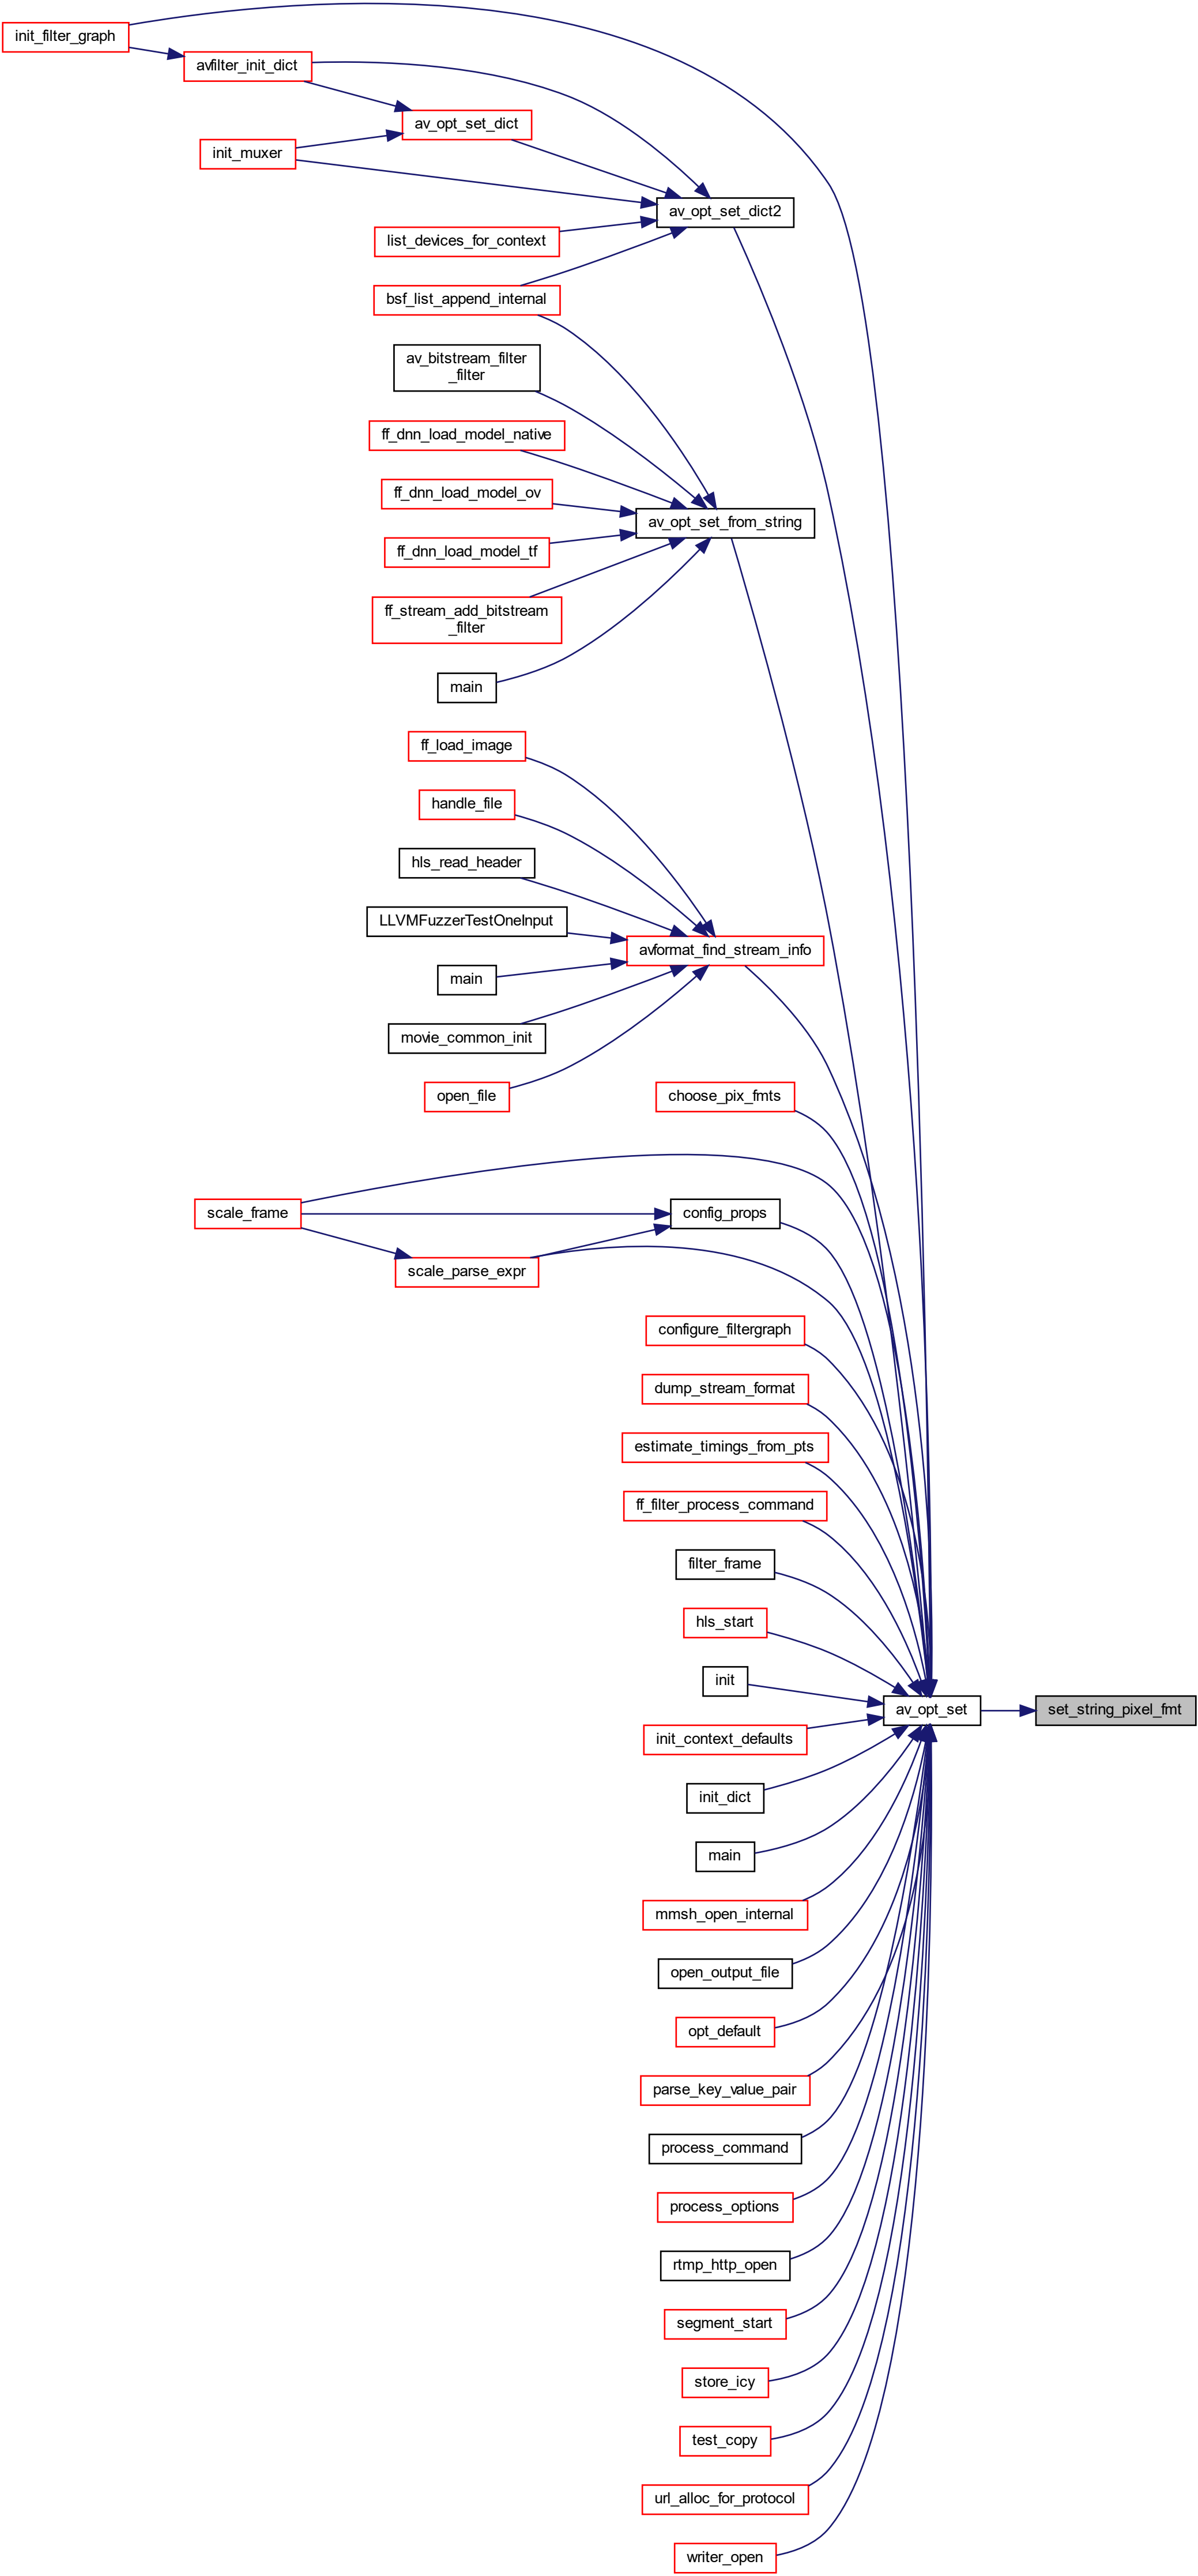 init_filter_graph
avfilter_init_dict
av_opt_set_dict
init_muxer
av_opt_set_dict2
list_devices_for_context
bsf_list_append_internal
av_bitstream_filter
_filter
ff_dnn_load_model_native
ff_dnn_load_model_ov
av_opt_set_from_string
ff_dnn_load_model_tf
ff_stream_add_bitstream
_filter
main
ff_load_image
handle_file
hls_read_header
LLVMFuzzerTestOneInput
avformat_find_stream_info
main
movie_common_init
open_file
choose_pix_fmts
scale_frame
config_props
scale_parse_expr
configure_filtergraph
dump_stream_format
estimate_timings_from_pts
ff_filter_process_command
filter_frame
hls_start
init
av_opt_set
set_string_pixel_fmt
init_context_defaults
init_dict
main
mmsh_open_internal
open_output_file
opt_default
parse_key_value_pair
process_command
process_options
rtmp_http_open
segment_start
store_icy
test_copy
url_alloc_for_protocol
writer_open